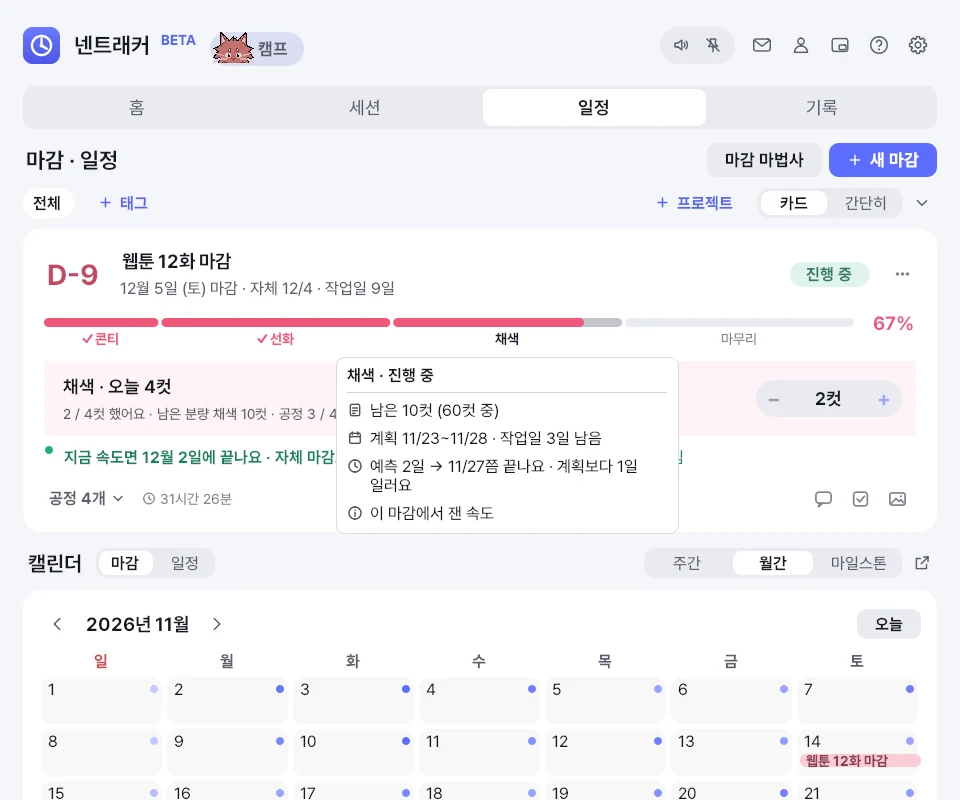 넨트래커 BETA
캠프
홈 세션 일정 기록
마감 · 일정
마감 마법사
+ 새 마감
전체
+ 태그
+ 프로젝트
카드 간단히
D-9
웹툰 12화 마감
12월 5일 (토) 마감 · 자체 12/4 · 작업일 9일
진행 중
67%
콘티 선화 채색 마무리
채색 · 오늘 4컷
2 / 4컷 했어요 · 남은 분량 채색 10컷 · 공정 3 / 4
− 2컷 +
지금 속도면 12월 2일에 끝나요 · 자체 마감
채색 · 진행 중
남은 10컷 (60컷 중)
계획 11/23~11/28 · 작업일 3일 남음
예측 2일 → 11/27쯤 끝나요 · 계획보다 1일
일러요
이 마감에서 잰 속도
공정 4개
31시간 26분
캘린더
마감 일정
주간 월간 마일스톤
2026년 11월
오늘
일 월 화 수 목 금 토
1 2 3 4 5 6 7
8 9 10 11 12 13 14
웹툰 12화 마감
15 16 17 18 19 20 21